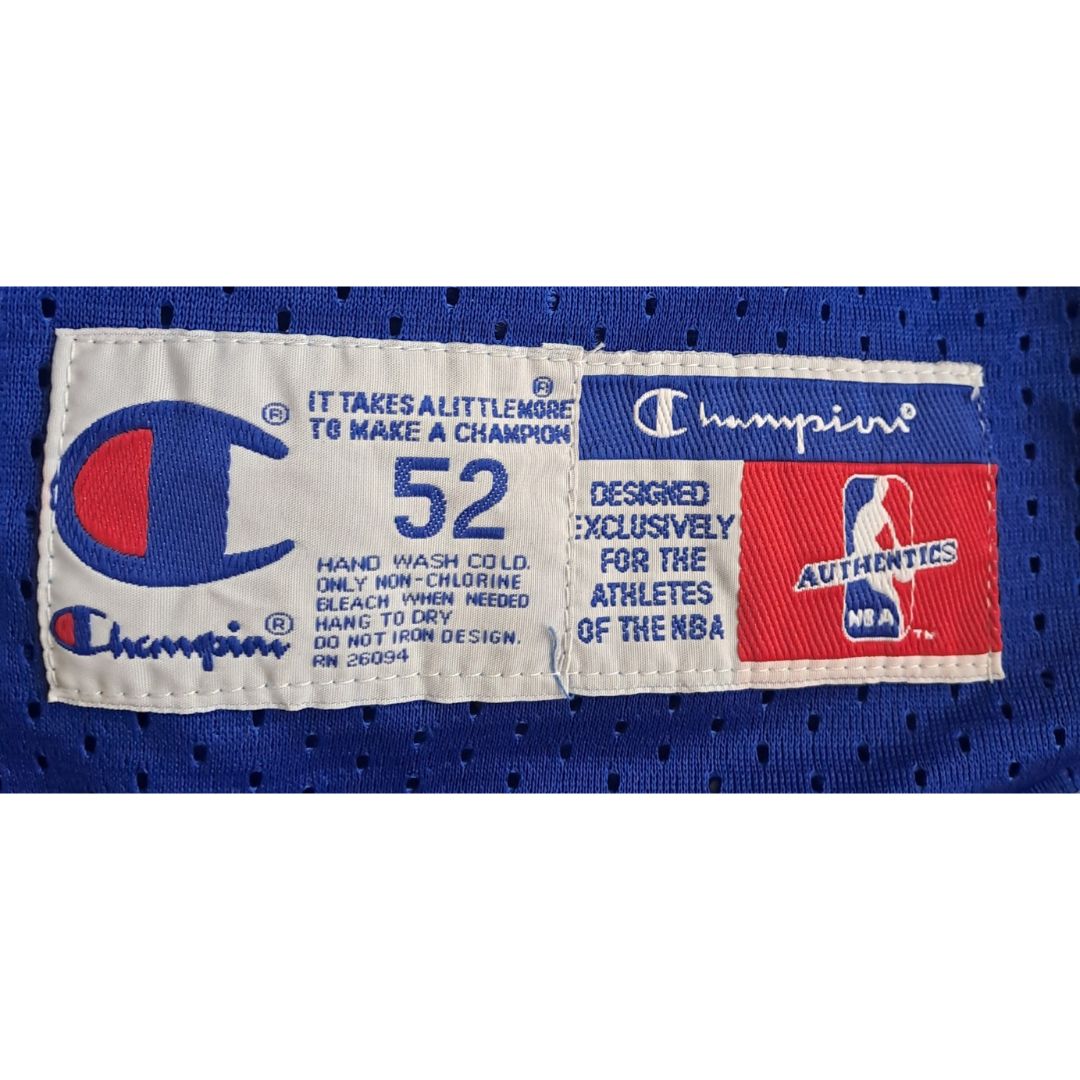 ® IT TAKES A LITTLE MORE®
TO MAKE A CHAMPION
52
HAND WASH COLD.
ONLY NON-CHLORINE
BLEACH WHEN NEEDED
HANG TO DRY
DO NOT IRON DESIGN.
RN 26094
Champion®
Champion®
DESIGNED
EXCLUSIVELY
FOR THE
ATHLETES
OF THE NBA
AUTHENTICS
NBA
TM